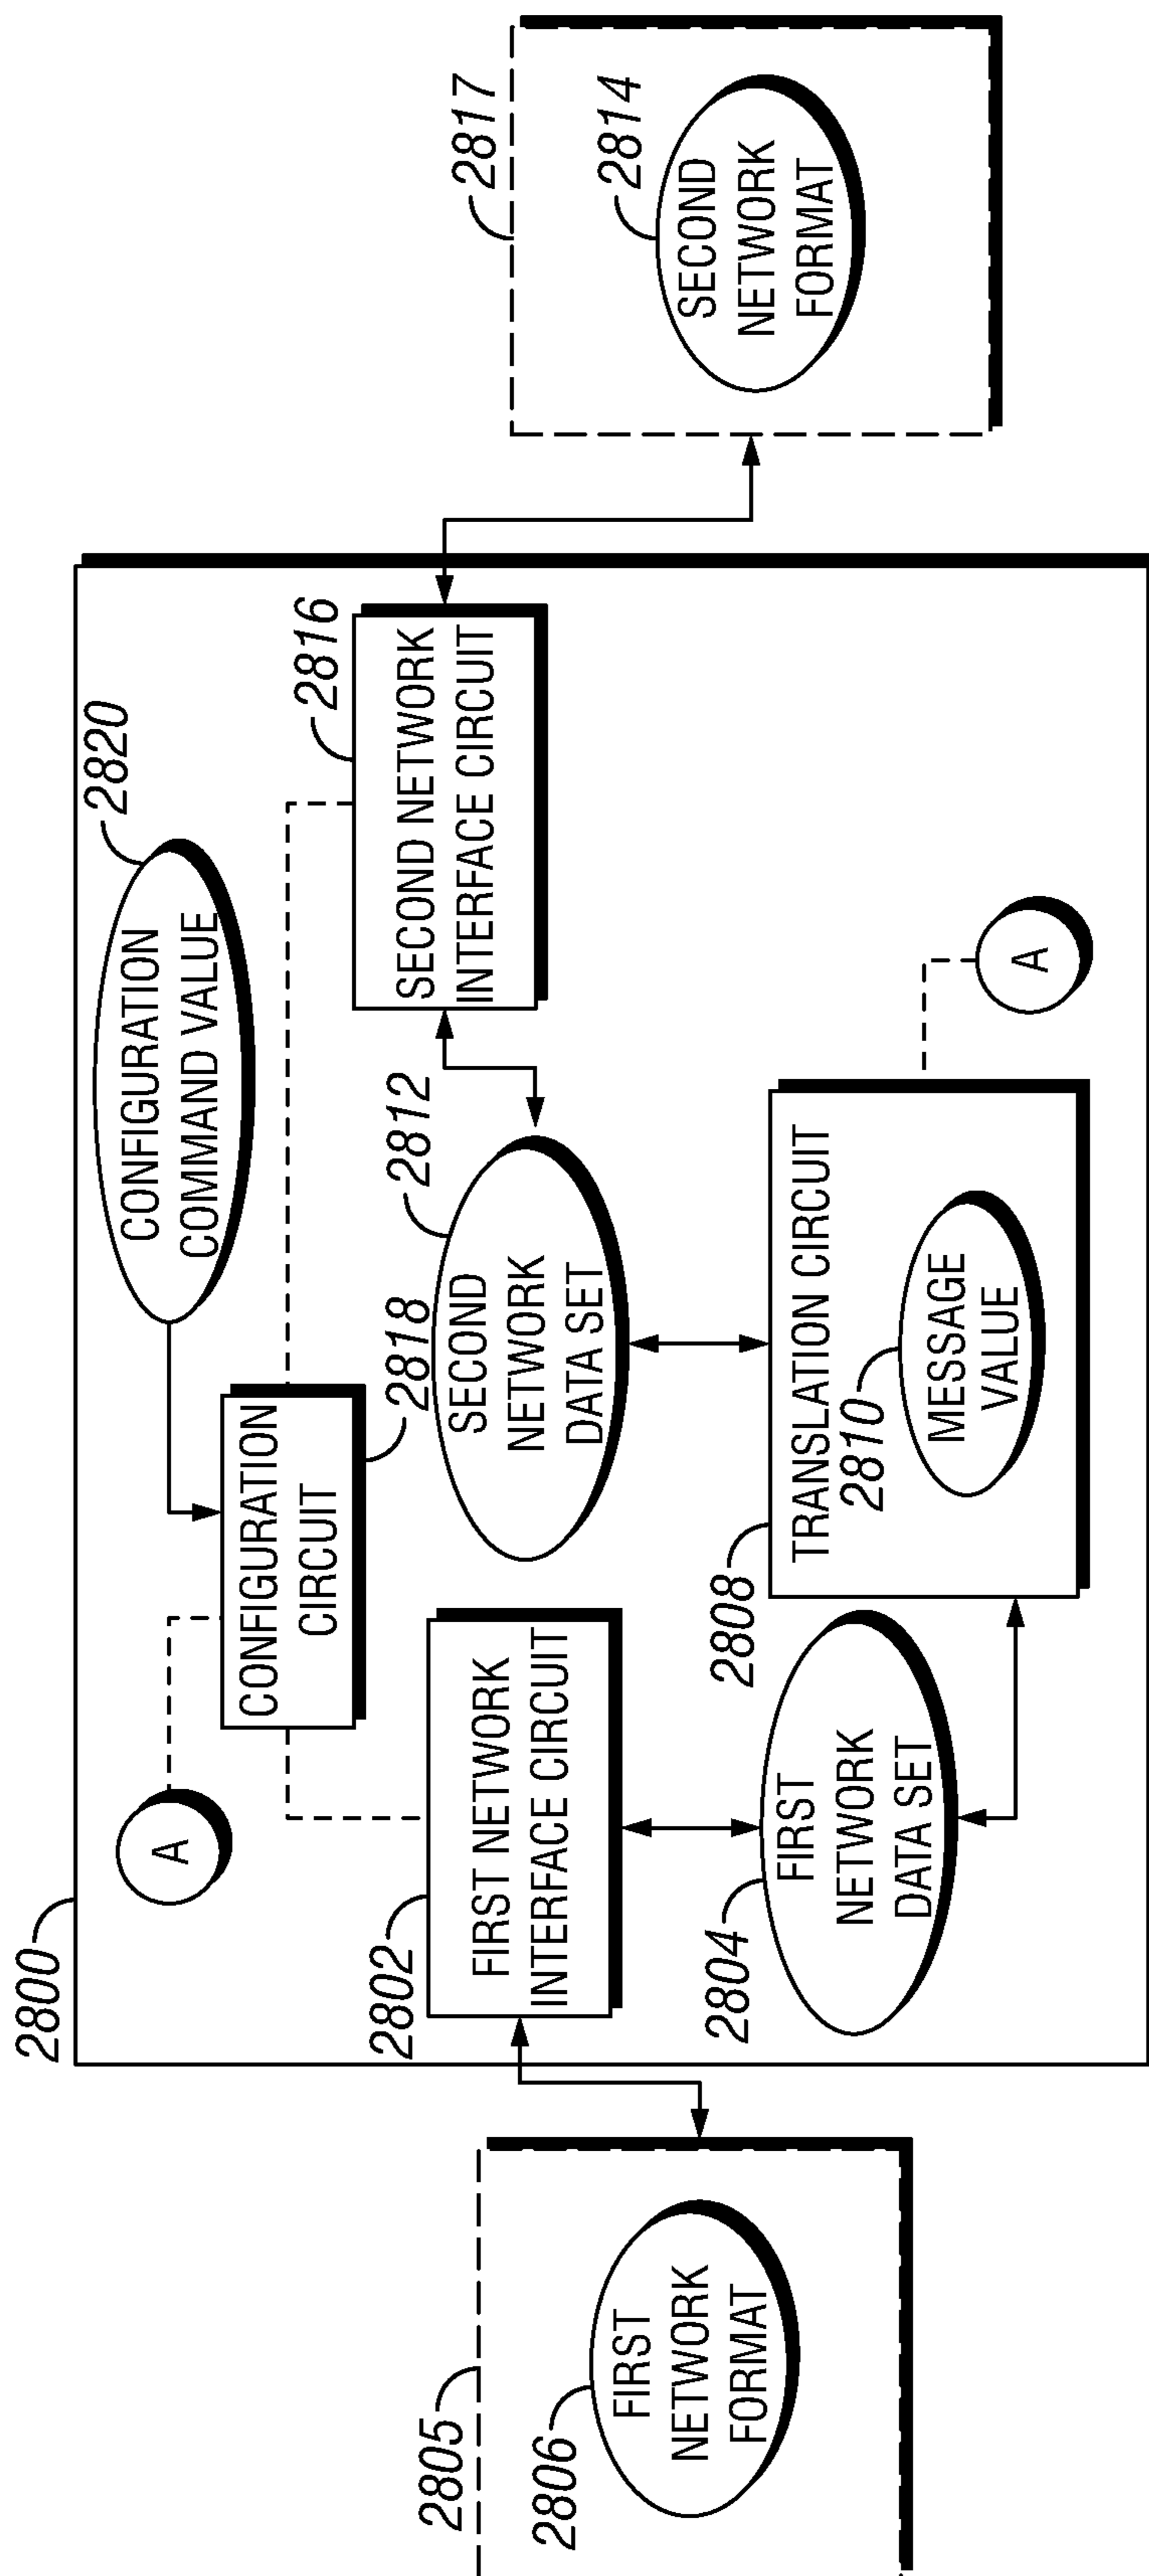 2800
A
2820
CONFIGURATION
COMMAND VALUE
CONFIGURATION
CIRCUIT
2818
2816
SECOND NETWORK
INTERFACE CIRCUIT
2802
FIRST NETWORK
INTERFACE CIRCUIT
2812
SECOND
NETWORK
DATA SET
2804
FIRST
NETWORK
DATA SET
2808
TRANSLATION CIRCUIT
2810
MESSAGE
VALUE
A
2805
2806
FIRST
NETWORK
FORMAT
2817
2814
SECOND
NETWORK
FORMAT